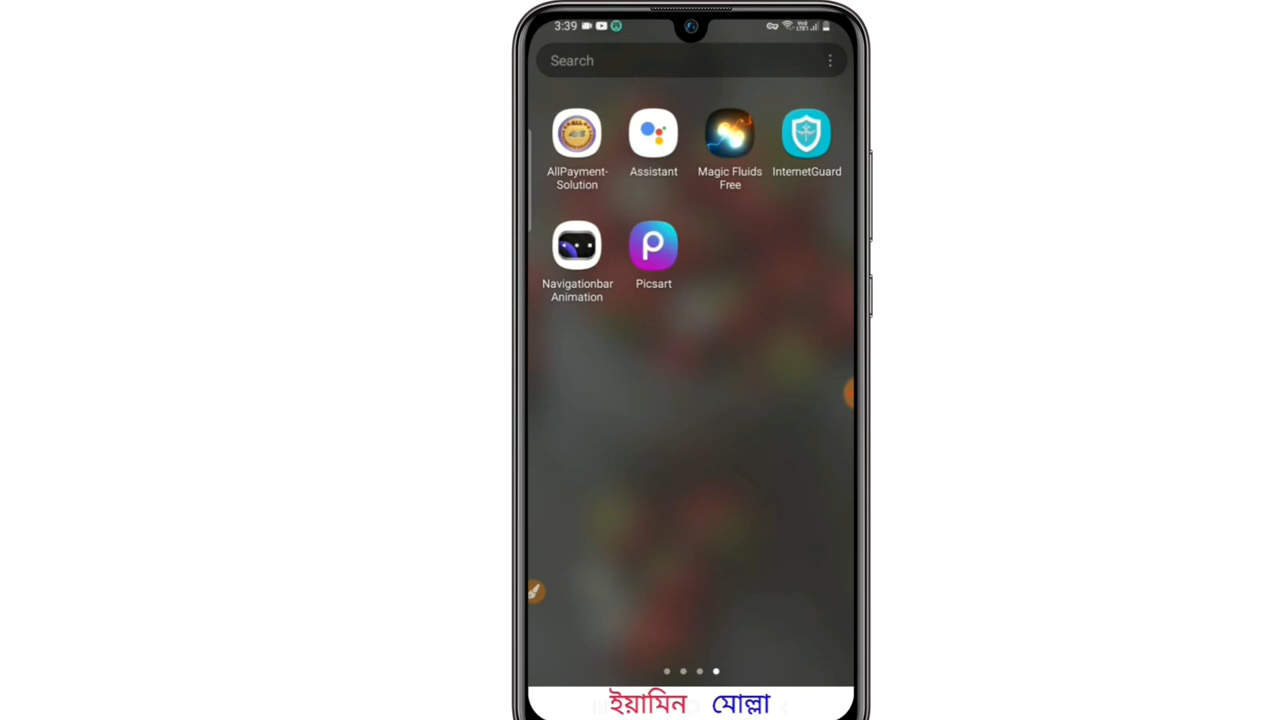 3:39
Search
AllPayment-
Solution
Assistant
Magic Fluids
Free
InternetGuard
Navigationbar
Animation
Picsart
ইয়ামিন মোল্লা